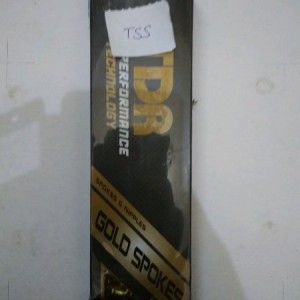 TSS
TDR
PERFORMANCE
TECHNOLOGY
SPOKES & NIPPLES
GOLD SPOKES